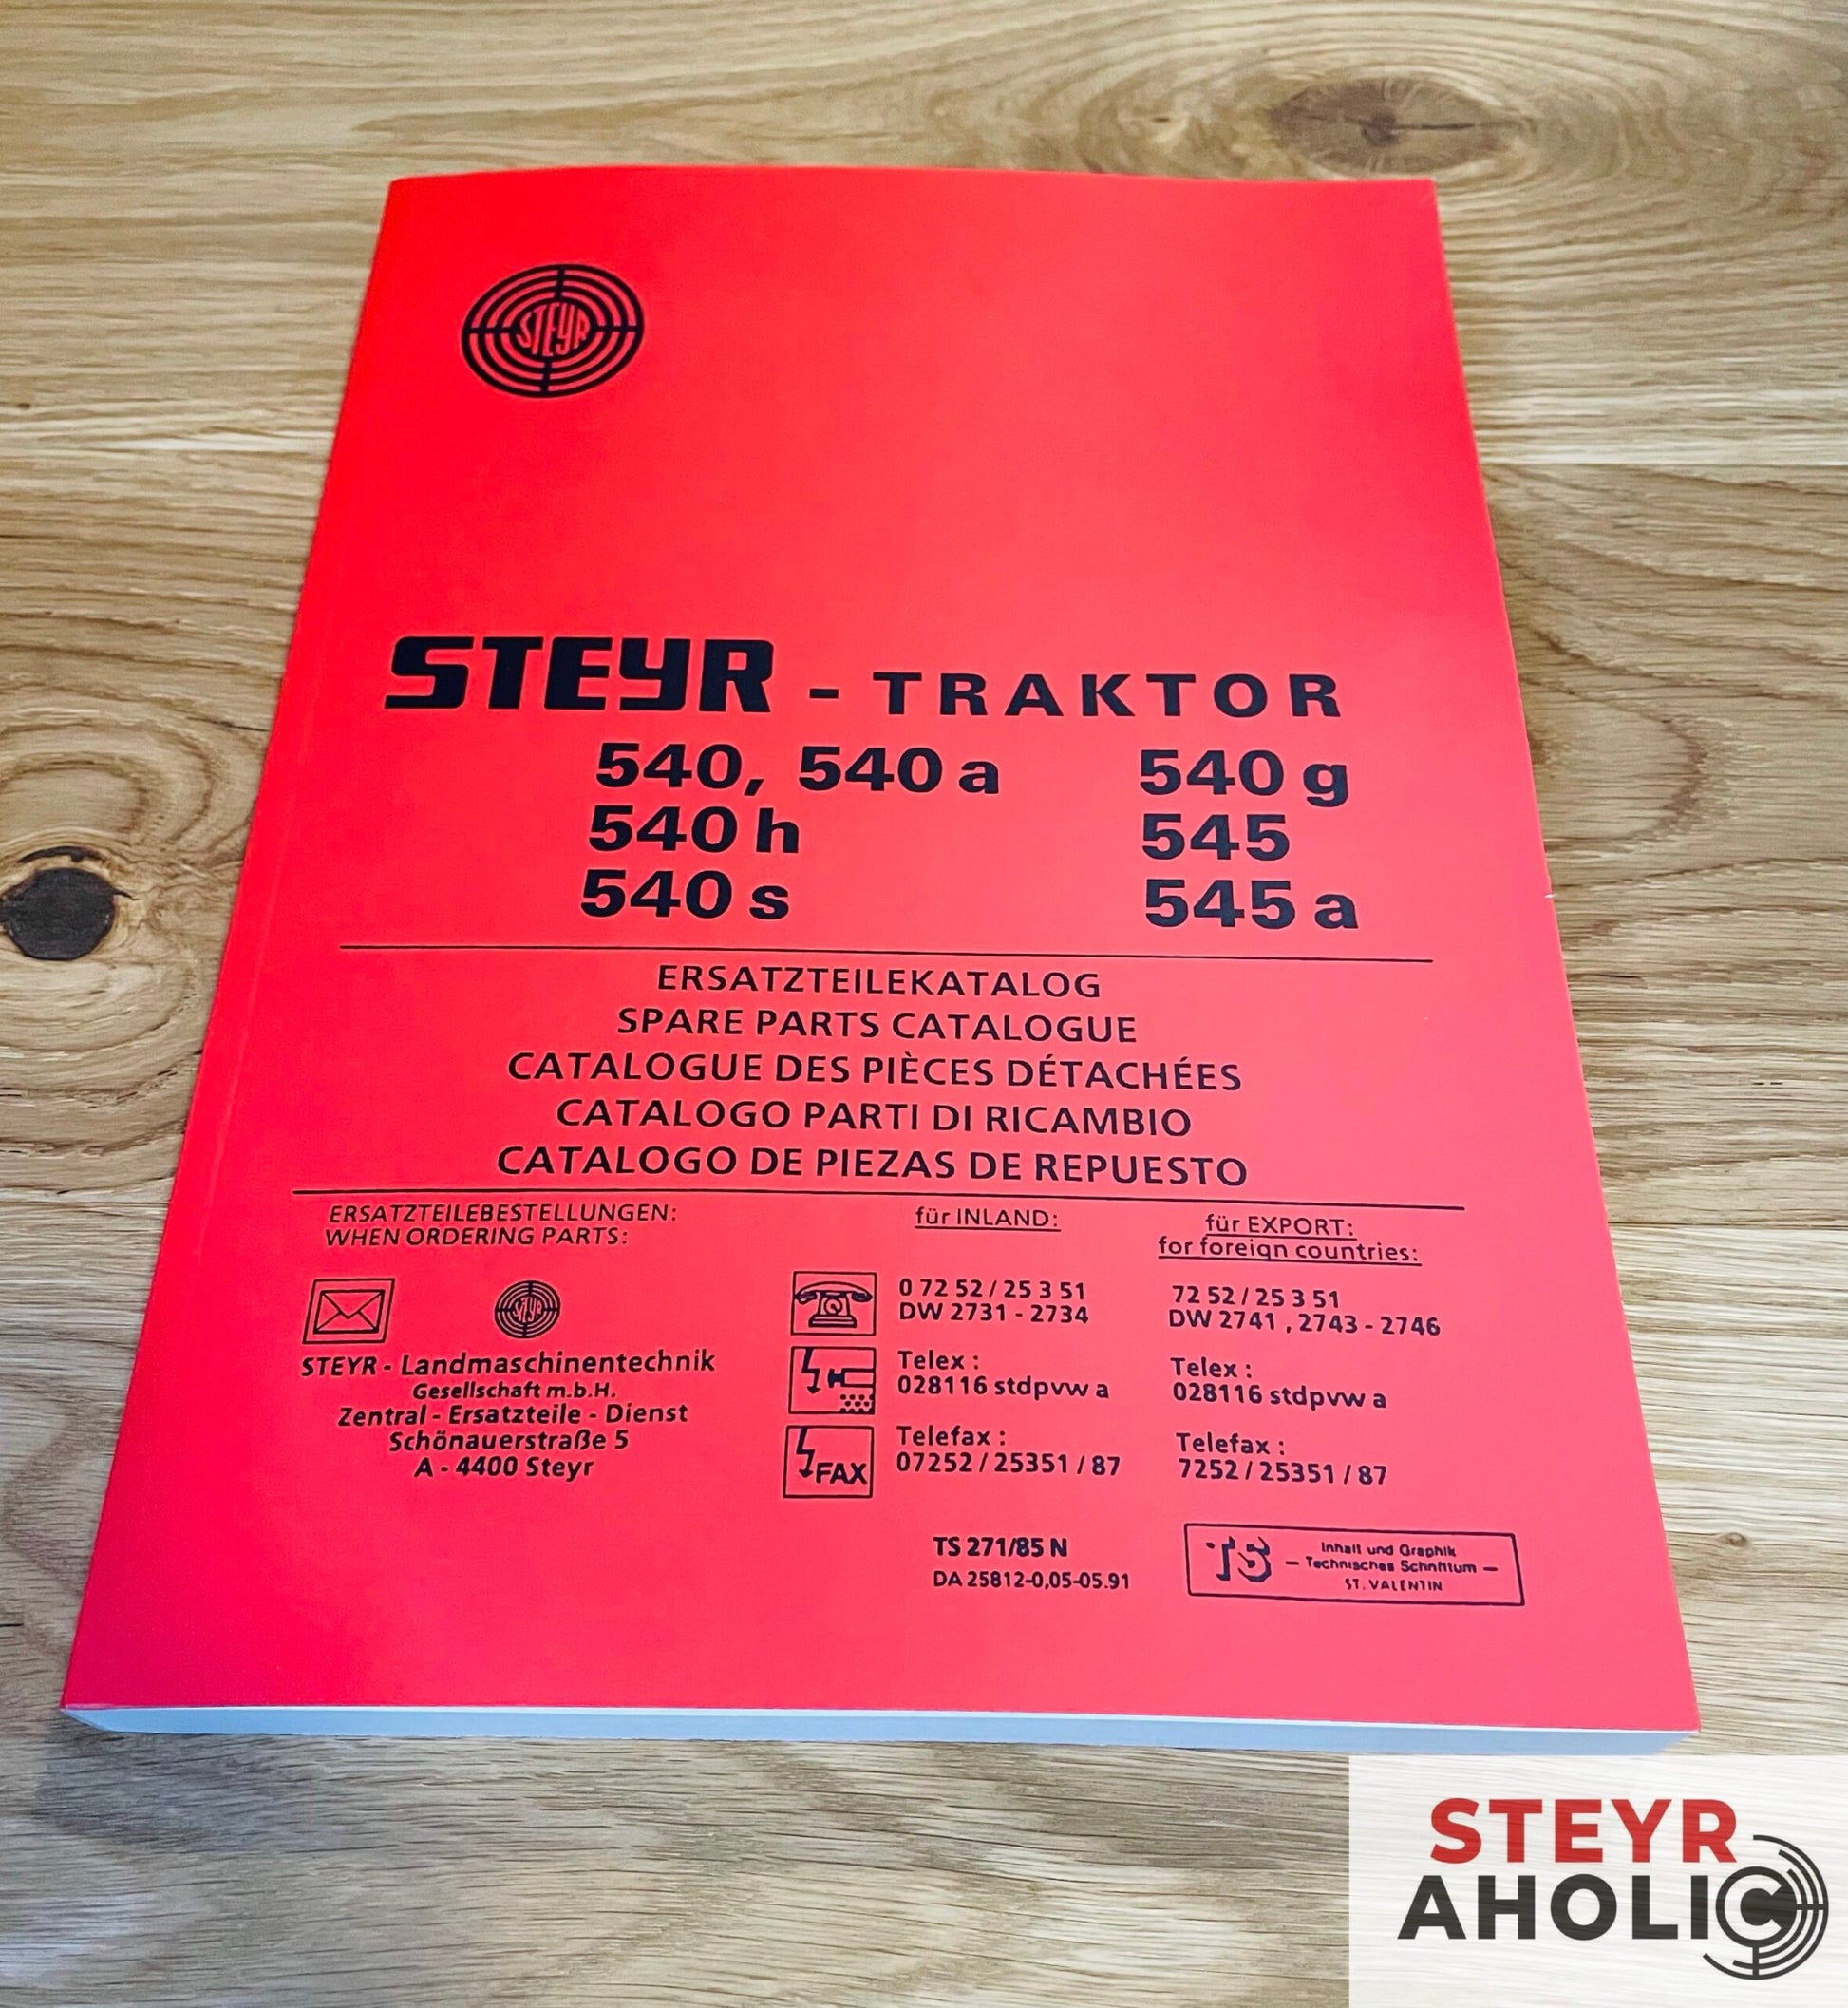 STEYR
STEYR - TRAKTOR
540, 540 a 540 g
540 h 545
540 s 545 a
ERSATZTEILEKATALOG
SPARE PARTS CATALOGUE
CATALOGUE DES PIÈCES DÉTACHÉES
CATALOGO PARTI DI RICAMBIO
CATALOGO DE PIEZAS DE REPUESTO
ERSATZTEILEBESTELLUNGEN:
WHEN ORDERING PARTS:
STEYR
STEYR - Landmaschinentechnik
Gesellschaft m.b.H.
Zentral - Ersatzteile - Dienst
Schönauerstraße 5
A - 4400 Steyr
für INLAND:
0 72 52 / 25 3 51
DW 2731 - 2734
Telex :
028116 stdpvw a
FAX
Telefax :
07252 / 25351 / 87
für EXPORT:
for foreign countries:
72 52 / 25 3 51
DW 2741 , 2743 - 2746
Telex :
028116 stdpvw a
Telefax :
7252 / 25351 / 87
TS 271/85 N
DA 25812-0,05-05.91
TS
Inhalt und Graphik
— Technisches Schrifttum —
ST. VALENTIN
STEYR
AHOLIC